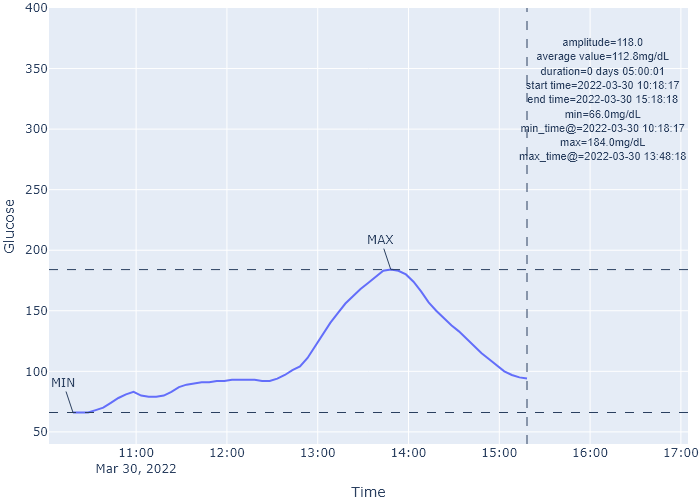 400
350
300
250
200
150
100
50
Glucose
amplitude=118.0
average value=112.8mg/dL
duration=0 days 05:00:01
start time=2022-03-30 10:18:17
end time=2022-03-30 15:18:18
min=66.0mg/dL
min_time@=2022-03-30 10:18:17
max=184.0mg/dL
max_time@=2022-03-30 13:48:18
MAX
MIN
11:00 12:00 13:00 14:00 15:00 16:00 17:00
Mar 30, 2022
Time